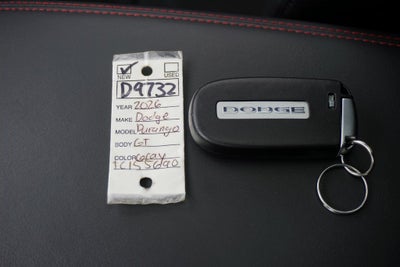 NEW USED
D9732
YEAR 2026
MAKE Dodge
MODEL Durango
BODY GT
COLOR Gray
DODGE